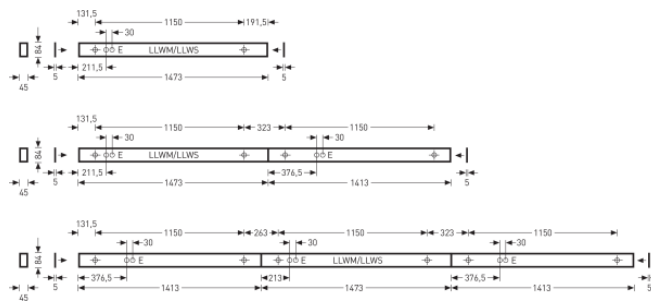 131,5 1150 191,5
30
84 E LLWM/LLWS
45 5 211,5 5
1473
131,5 1150 323 1150
30 30
84 E LLWM/LLWS E
45 5 211,5 376,5 5
1473 1413
131,5 1150 263 1150 323 1150
30 30 30
84 E E LLWM/LLWS E
45 5 376,5 213 376,5 5
1413 1473 1413